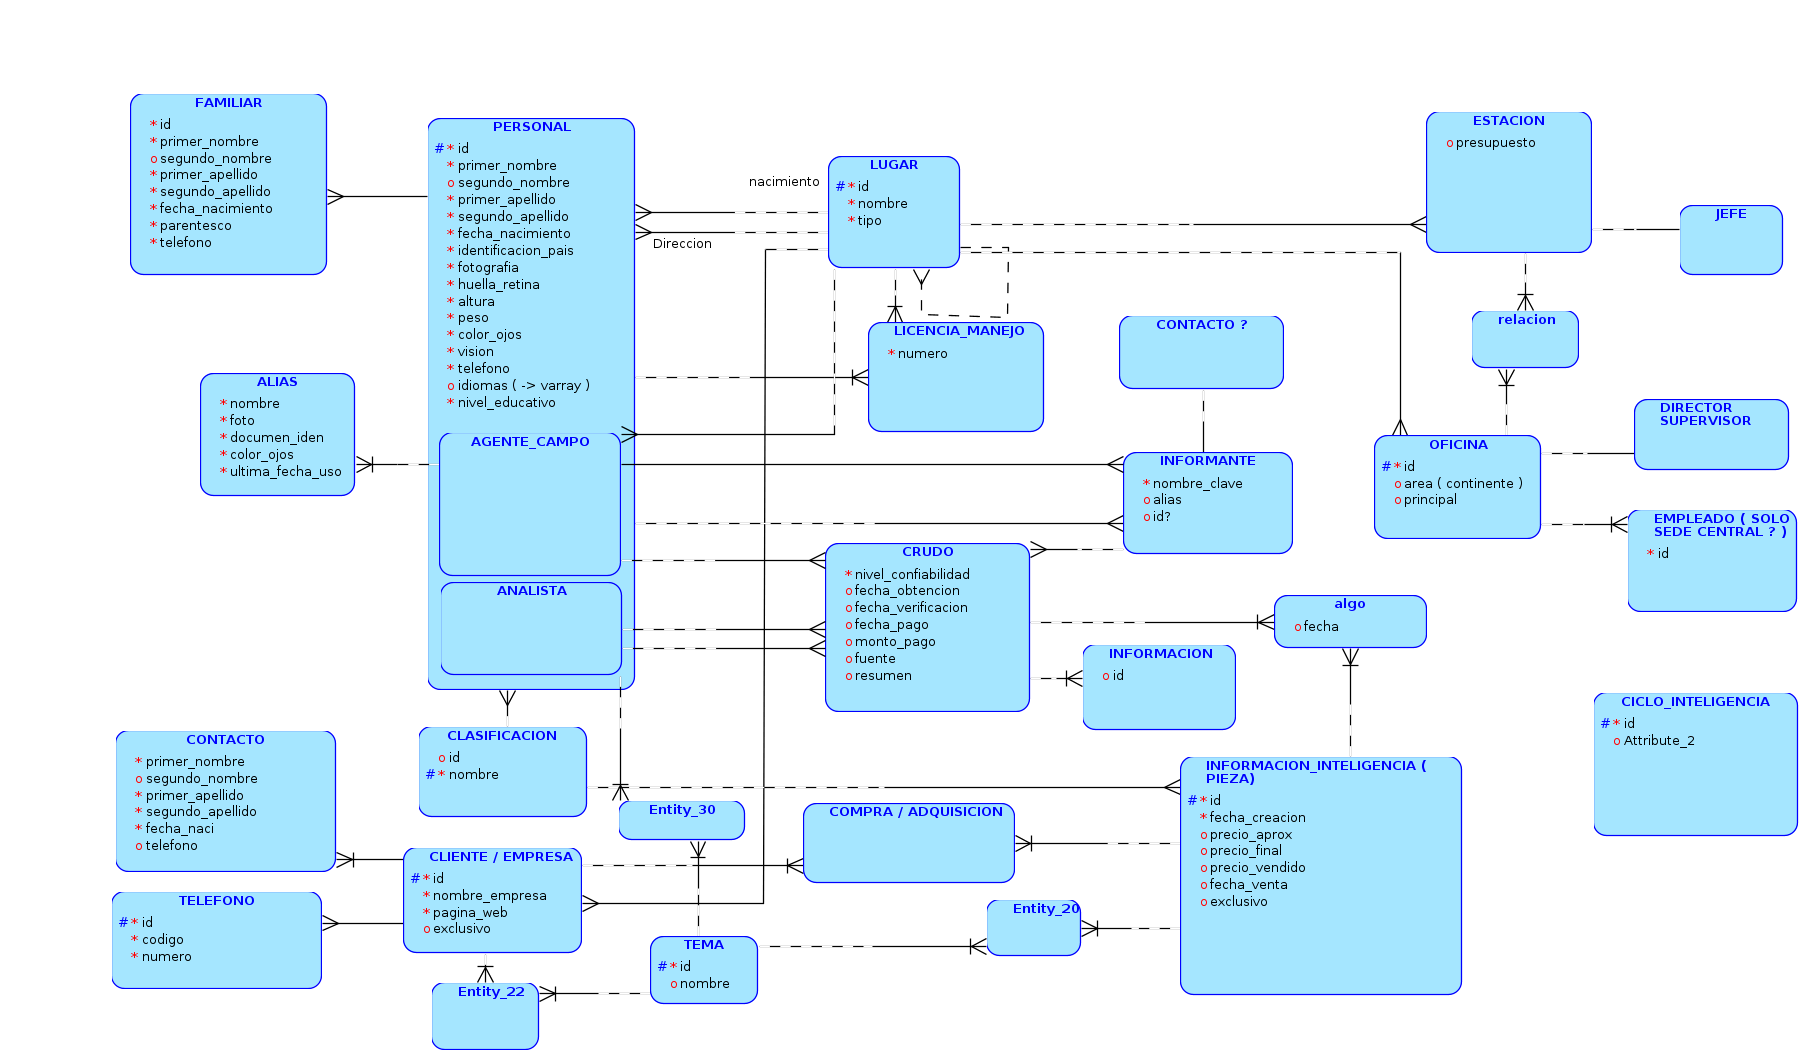 FAMILIAR
* id
* primer_nombre
o segundo_nombre
* primer_apellido
* segundo_apellido
* fecha_nacimiento
* parentesco
* telefono
PERSONAL
# * id
* primer_nombre
o segundo_nombre
* primer_apellido
* segundo_apellido
* fecha_nacimiento
* identificacion_pais
* fotografia
* huella_retina
* altura
* peso
* color_ojos
* vision
* telefono
o idiomas ( -> varray )
* nivel_educativo
AGENTE_CAMPO
ANALISTA
nacimiento
Direccion
LUGAR
# * id
* nombre
* tipo
ESTACION
o presupuesto
JEFE
relacion
LICENCIA_MANEJO
* numero
CONTACTO ?
ALIAS
* nombre
* foto
* documen_iden
* color_ojos
* ultima_fecha_uso
DIRECTOR
SUPERVISOR
OFICINA
# * id
o area ( continente )
o principal
INFORMANTE
* nombre_clave
o alias
o id?
EMPLEADO ( SOLO
SEDE CENTRAL ? )
* id
CRUDO
* nivel_confiabilidad
o fecha_obtencion
o fecha_verificacion
o fecha_pago
o monto_pago
o fuente
o resumen
algo
o fecha
INFORMACION
o id
CICLO_INTELIGENCIA
# * id
o Attribute_2
CLASIFICACION
o id
# * nombre
CONTACTO
* primer_nombre
o segundo_nombre
* primer_apellido
* segundo_apellido
* fecha_naci
o telefono
INFORMACION_INTELIGENCIA (
PIEZA)
# * id
* fecha_creacion
o precio_aprox
o precio_final
o precio_vendido
o fecha_venta
o exclusivo
Entity_30
COMPRA / ADQUISICION
CLIENTE / EMPRESA
# * id
* nombre_empresa
* pagina_web
o exclusivo
TELEFONO
# * id
* codigo
* numero
Entity_20
TEMA
# * id
o nombre
Entity_22